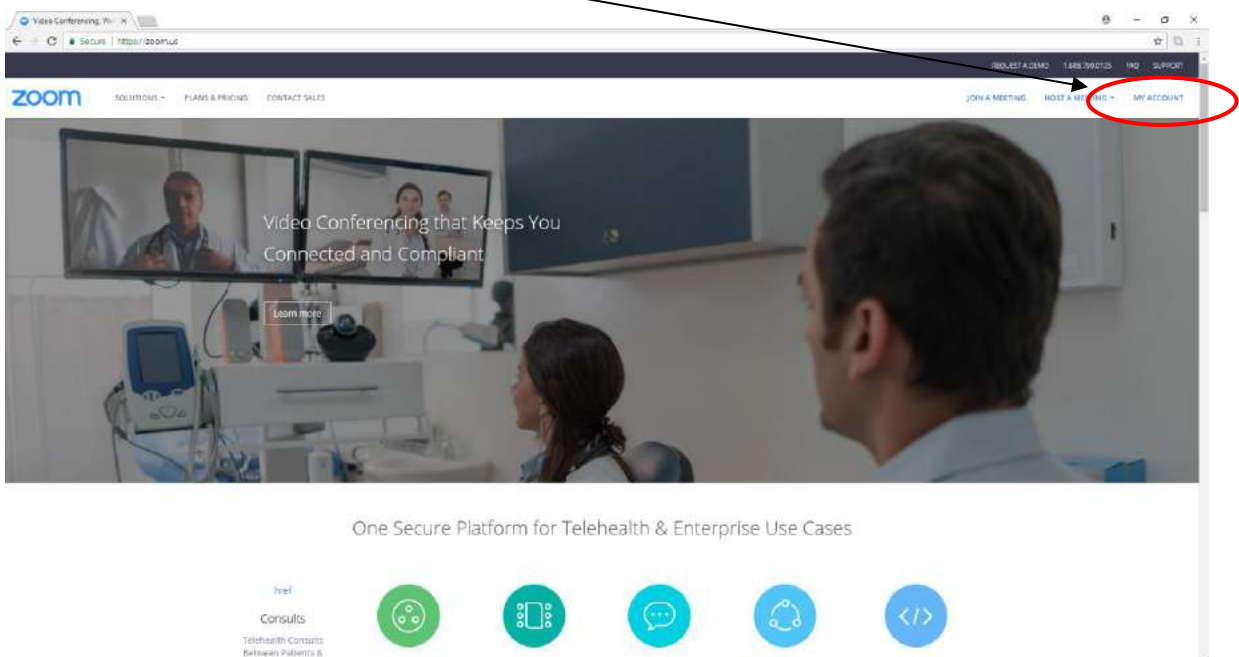 Video Conferencing, W
Secure | https://zoom.us
REQUEST A DEMO 1.888.799.0125 FAQ SUPPORT
zoom SOLUTIONS PLANS & PRICING CONTACT SALES JOIN A MEETING HOST A MEETING MY ACCOUNT
Video Conferencing that Keeps You
Connected and Compliant
Learn more
One Secure Platform for Telehealth & Enterprise Use Cases
href
Consults
Telehealth Consults
Between Patients &